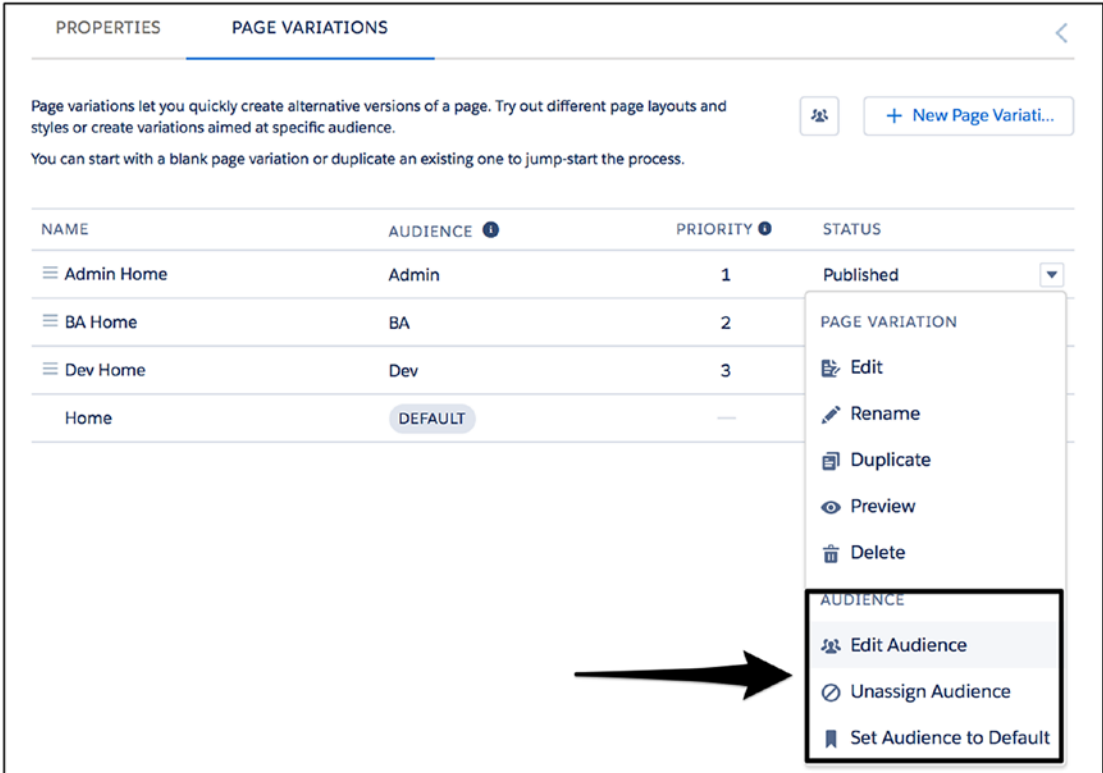 PROPERTIES PAGE VARIATIONS
Page variations let you quickly create alternative versions of a page. Try out different page layouts and
styles or create variations aimed at specific audience.
You can start with a blank page variation or duplicate an existing one to jump-start the process.
+ New Page Variati...
NAME AUDIENCE PRIORITY STATUS
Admin Home Admin 1 Published
BA Home BA 2
Dev Home Dev 3
Home DEFAULT —
PAGE VARIATION
Edit
Rename
Duplicate
Preview
Delete
AUDIENCE
Edit Audience
Unassign Audience
Set Audience to Default